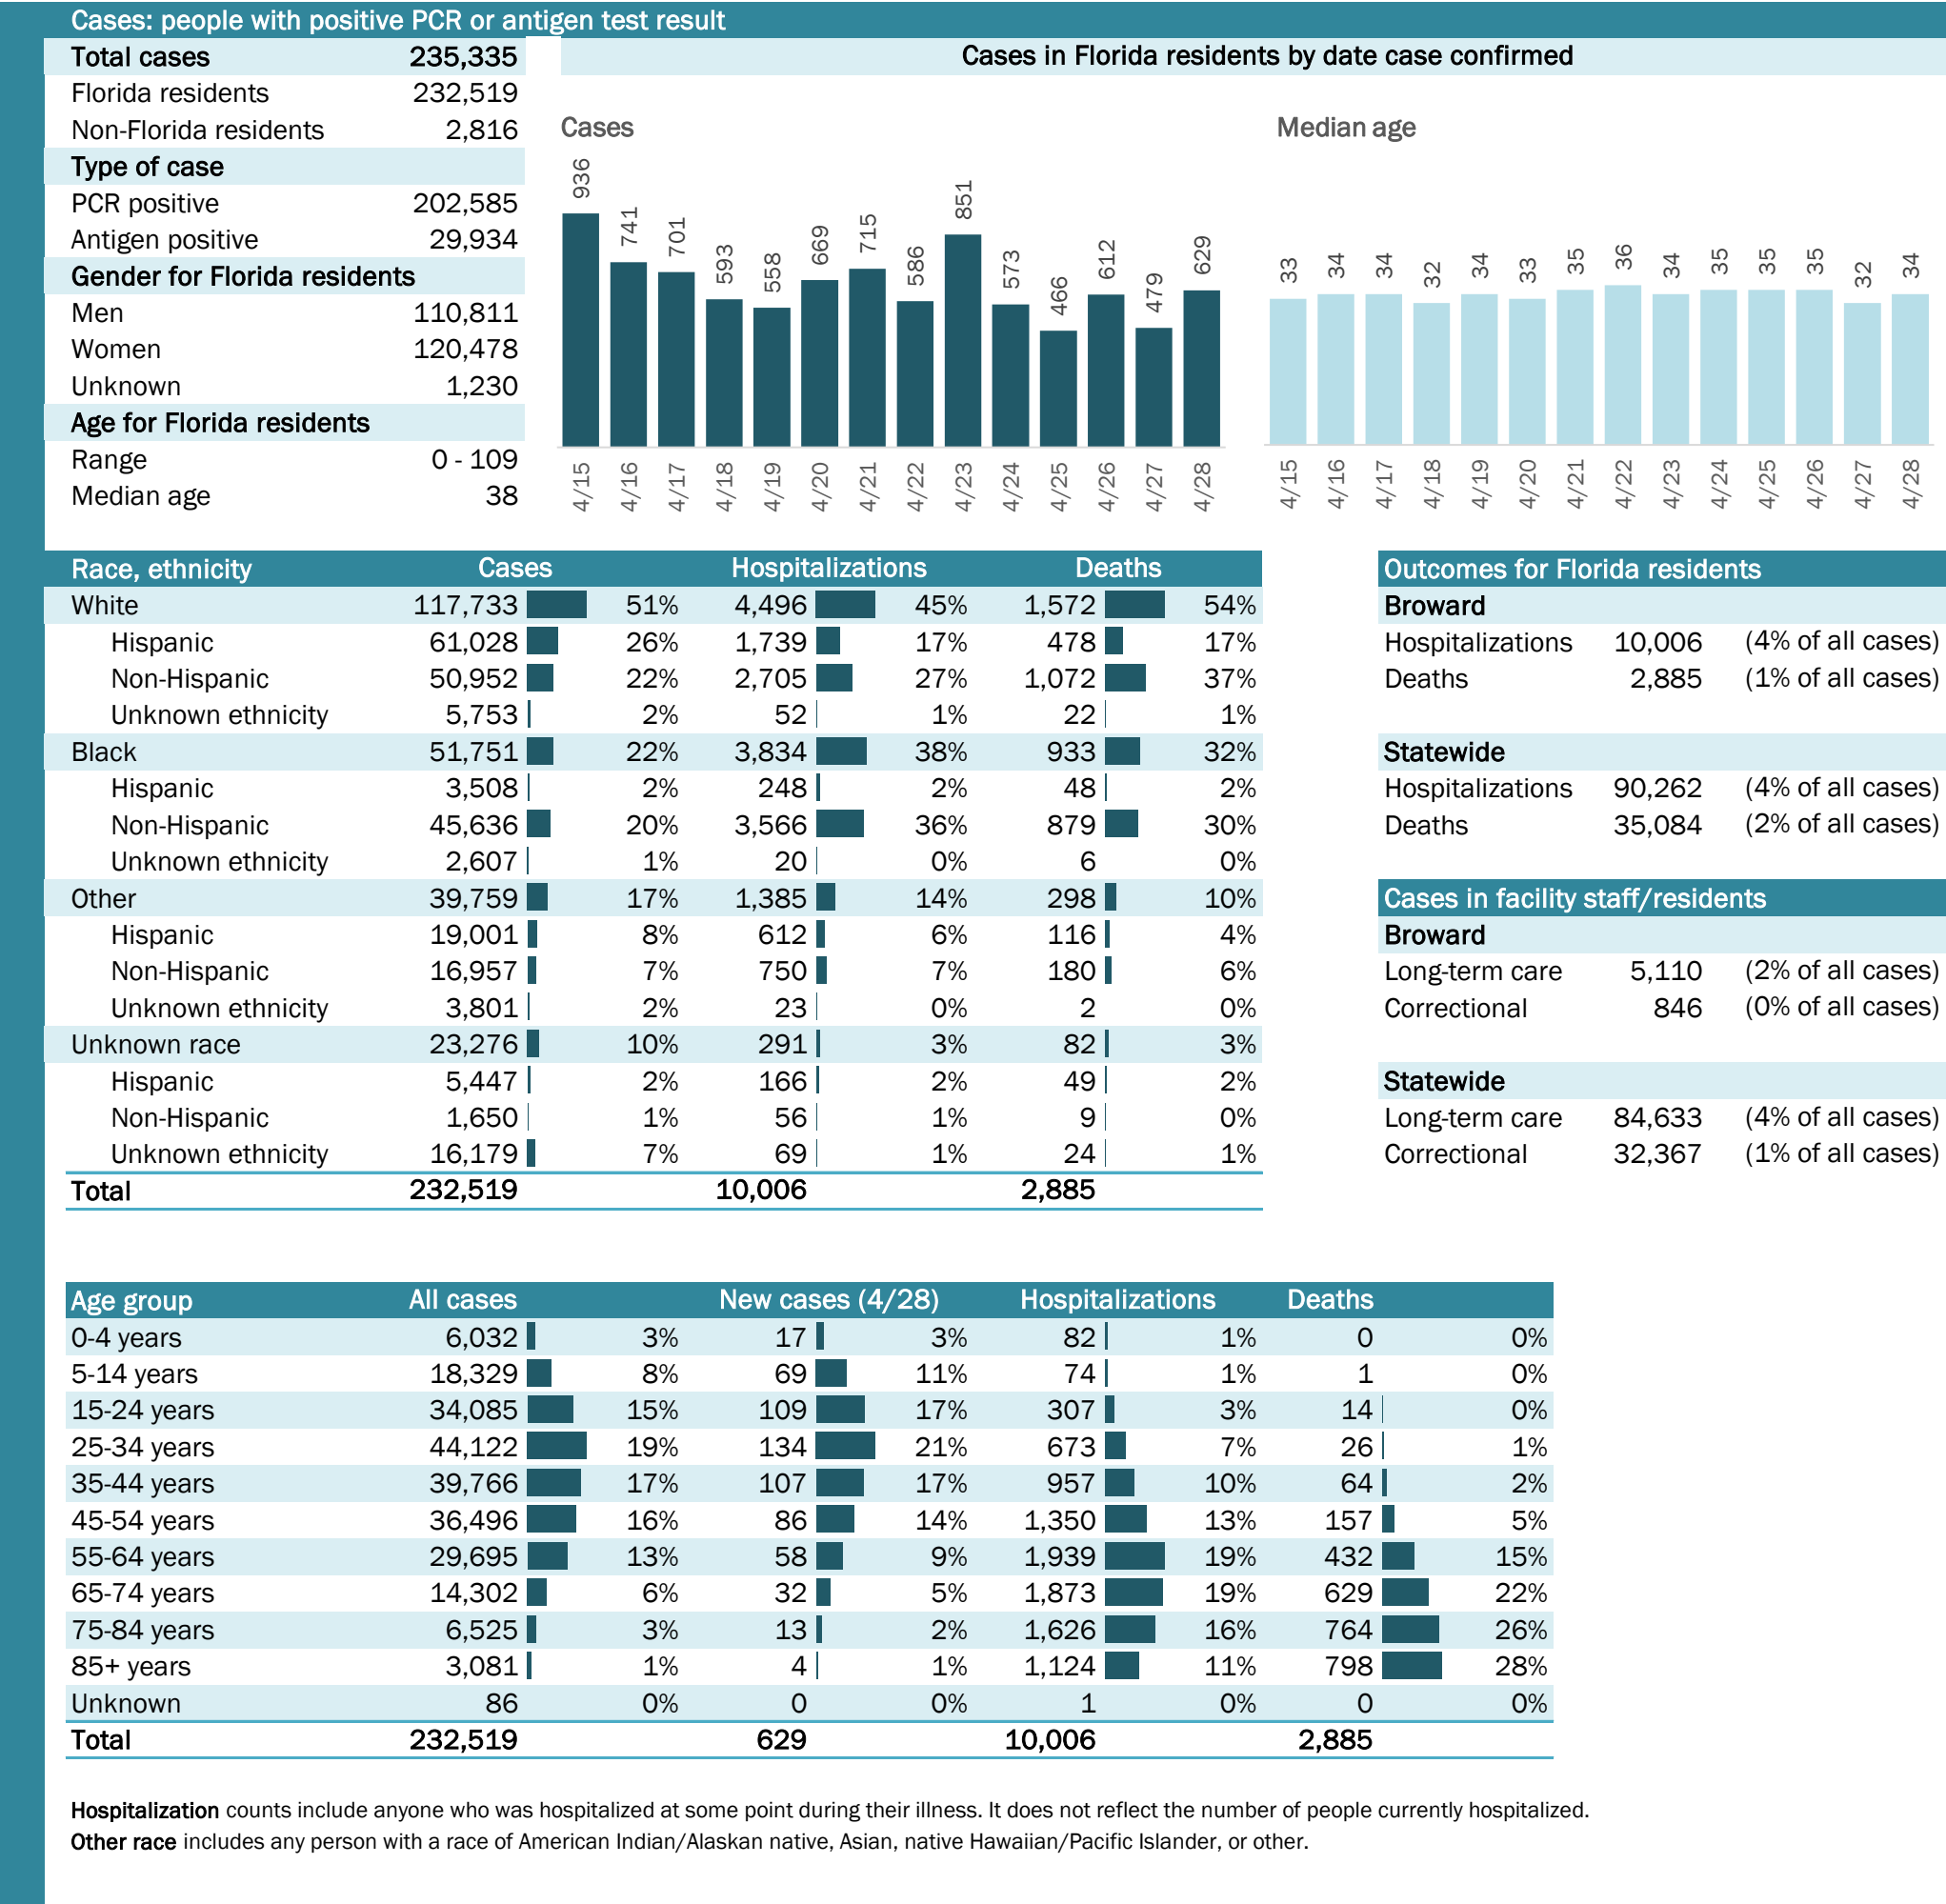 Cases: people with positive PCR or antigen test result
Total cases 235,335
Florida residents 232,519
Non-Florida residents 2,816
Type of case
PCR positive 202,585
Antigen positive 29,934
Gender for Florida residents
Men 110,811
Women 120,478
Unknown 1,230
Age for Florida residents
Range 0 - 109
Median age 38
Cases in Florida residents by date case confirmed
Cases
936 741 701 593 558 669 715 586 851 573 466 612 479 629
4/15 4/16 4/17 4/18 4/19 4/20 4/21 4/22 4/23 4/24 4/25 4/26 4/27 4/28
Median age
33 34 34 32 34 33 35 36 34 35 35 35 32 34
4/15 4/16 4/17 4/18 4/19 4/20 4/21 4/22 4/23 4/24 4/25 4/26 4/27 4/28
Race, ethnicity Cases Hospitalizations Deaths
White 117,733 51% 4,496 45% 1,572 54%
Hispanic 61,028 26% 1,739 17% 478 17%
Non-Hispanic 50,952 22% 2,705 27% 1,072 37%
Unknown ethnicity 5,753 2% 52 1% 22 1%
Black 51,751 22% 3,834 38% 933 32%
Hispanic 3,508 2% 248 2% 48 2%
Non-Hispanic 45,636 20% 3,566 36% 879 30%
Unknown ethnicity 2,607 1% 20 0% 6 0%
Other 39,759 17% 1,385 14% 298 10%
Hispanic 19,001 8% 612 6% 116 4%
Non-Hispanic 16,957 7% 750 7% 180 6%
Unknown ethnicity 3,801 2% 23 0% 2 0%
Unknown race 23,276 10% 291 3% 82 3%
Hispanic 5,447 2% 166 2% 49 2%
Non-Hispanic 1,650 1% 56 1% 9 0%
Unknown ethnicity 16,179 7% 69 1% 24 1%
Total 232,519 10,006 2,885
Outcomes for Florida residents
Broward
Hospitalizations 10,006 (4% of all cases)
Deaths 2,885 (1% of all cases)
Statewide
Hospitalizations 90,262 (4% of all cases)
Deaths 35,084 (2% of all cases)
Cases in facility staff/residents
Broward
Long-term care 5,110 (2% of all cases)
Correctional 846 (0% of all cases)
Statewide
Long-term care 84,633 (4% of all cases)
Correctional 32,367 (1% of all cases)
Age group All cases New cases (4/28) Hospitalizations Deaths
0-4 years 6,032 3% 17 3% 82 1% 0 0%
5-14 years 18,329 8% 69 11% 74 1% 1 0%
15-24 years 34,085 15% 109 17% 307 3% 14 0%
25-34 years 44,122 19% 134 21% 673 7% 26 1%
35-44 years 39,766 17% 107 17% 957 10% 64 2%
45-54 years 36,496 16% 86 14% 1,350 13% 157 5%
55-64 years 29,695 13% 58 9% 1,939 19% 432 15%
65-74 years 14,302 6% 32 5% 1,873 19% 629 22%
75-84 years 6,525 3% 13 2% 1,626 16% 764 26%
85+ years 3,081 1% 4 1% 1,124 11% 798 28%
Unknown 86 0% 0 0% 1 0% 0 0%
Total 232,519 629 10,006 2,885
Hospitalization counts include anyone who was hospitalized at some point during their illness. It does not reflect the number of people currently hospitalized.
Other race includes any person with a race of American Indian/Alaskan native, Asian, native Hawaiian/Pacific Islander, or other.